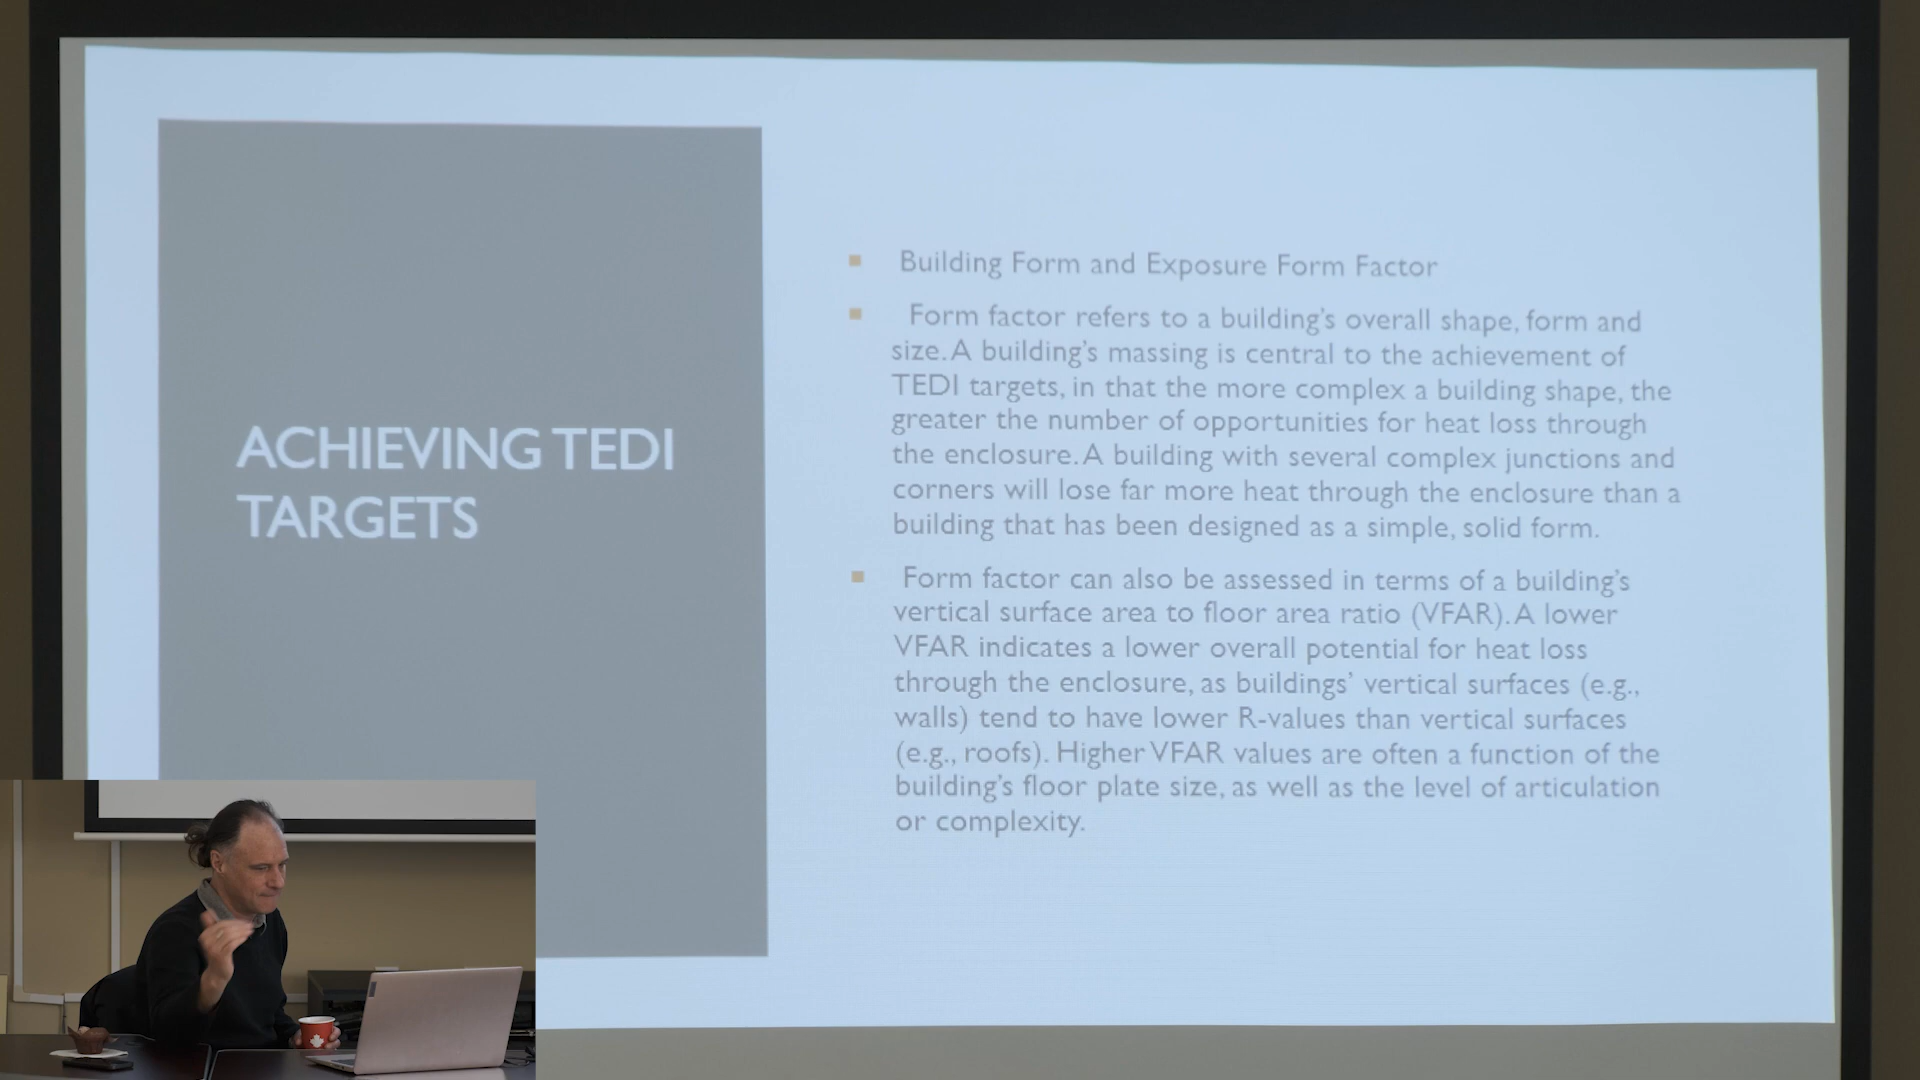 ACHIEVING TEDI
TARGETS
Building Form and Exposure Form Factor
Form factor refers to a building's overall shape, form and
size. A building's massing is central to the achievement of
TEDI targets, in that the more complex a building shape, the
greater the number of opportunities for heat loss through
the enclosure. A building with several complex junctions and
corners will lose far more heat through the enclosure than a
building that has been designed as a simple, solid form.
Form factor can also be assessed in terms of a building's
vertical surface area to floor area ratio (VFAR). A lower
VFAR indicates a lower overall potential for heat loss
through the enclosure, as buildings' vertical surfaces (e.g.,
walls) tend to have lower R-values than vertical surfaces
(e.g., roofs). Higher VFAR values are often a function of the
building's floor plate size, as well as the level of articulation
or complexity.